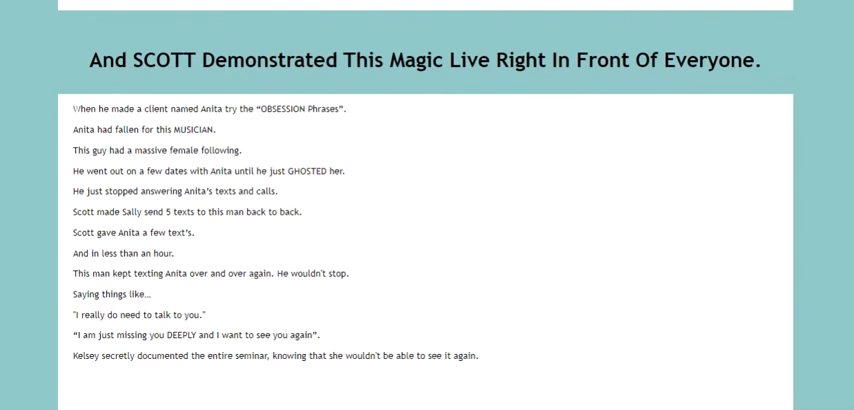 And SCOTT Demonstrated This Magic Live Right In Front Of Everyone.
When he made a client named Anita try the “OBSESSION Phrases”.
Anita had fallen for this MUSICIAN.
This guy had a massive female following.
He went out on a few dates with Anita until he just GHOSTED her.
He just stopped answering Anita’s texts and calls.
Scott made Sally send 5 texts to this man back to back.
Scott gave Anita a few text’s.
And in less than an hour.
This man kept texting Anita over and over again. He wouldn't stop.
Saying things like…
"I really do need to talk to you."
“I am just missing you DEEPLY and I want to see you again”.
Kelsey secretly documented the entire seminar, knowing that she wouldn't be able to see it again.